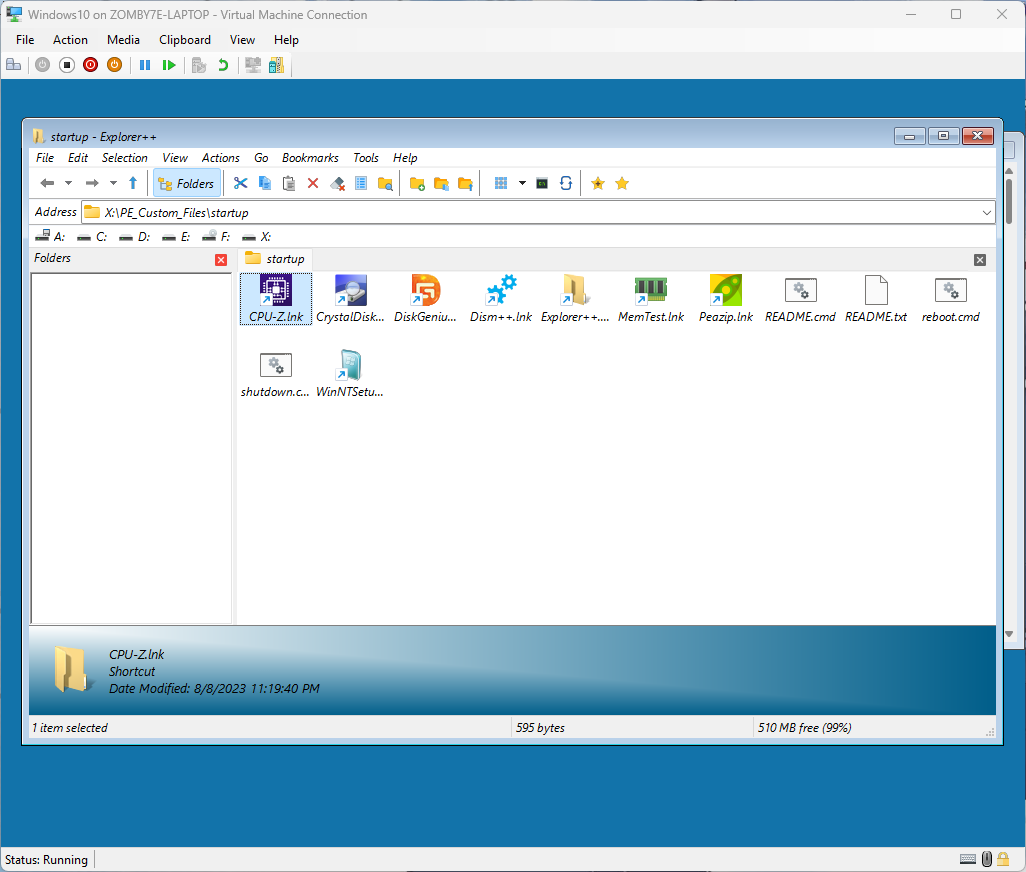 Windows10 on ZOMBY7E-LAPTOP - Virtual Machine Connection
File Action Media Clipboard View Help
startup - Explorer++
File Edit Selection View Actions Go Bookmarks Tools Help
Folders
Address X:\PE_Custom_Files\startup
A: C: D: E: F: X:
Folders startup
CPU-Z.lnk CrystalDisk... DiskGeniu... Dism++.lnk Explorer++.... MemTest.lnk Peazip.lnk README.cmd README.txt reboot.cmd
shutdown.c... WinNTSetu...
CPU-Z.lnk
Shortcut
Date Modified: 8/8/2023 11:19:40 PM
1 item selected 595 bytes 510 MB free (99%)
Status: Running